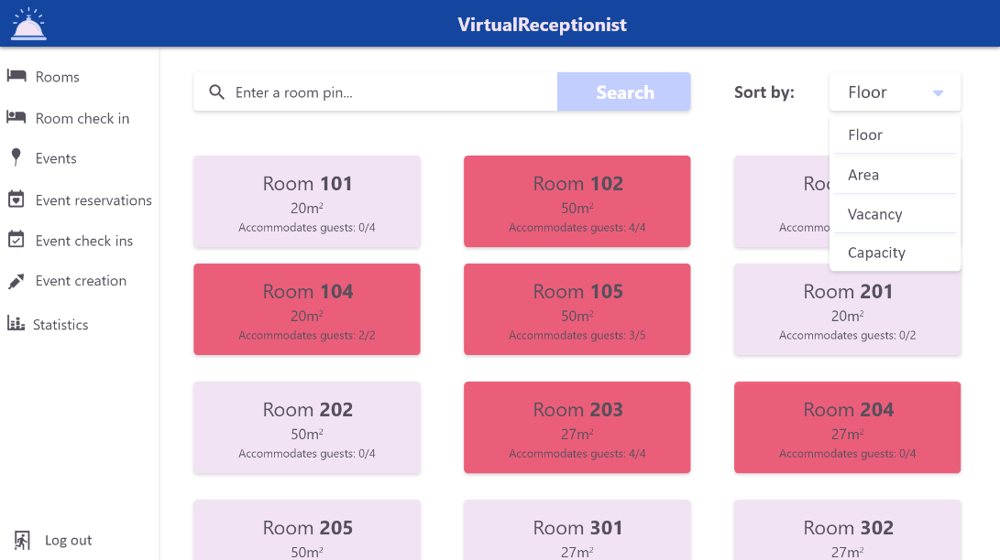 VirtualReceptionist
Rooms
Room check in
Events
Event reservations
Event check ins
Event creation
Statistics
Log out
Enter a room pin...
Search
Sort by:
Floor
Floor
Area
Vacancy
Capacity
Room 101
20m²
Accommodates guests: 0/4
Room 102
50m²
Accommodates guests: 4/4
Room 104
20m²
Accommodates guests: 2/2
Room 105
50m²
Accommodates guests: 3/5
Room 201
20m²
Accommodates guests: 0/2
Room 202
50m²
Accommodates guests: 0/4
Room 203
27m²
Accommodates guests: 4/4
Room 204
27m²
Accommodates guests: 0/4
Room 205
50m²
Room 301
27m²
Room 302
27m²